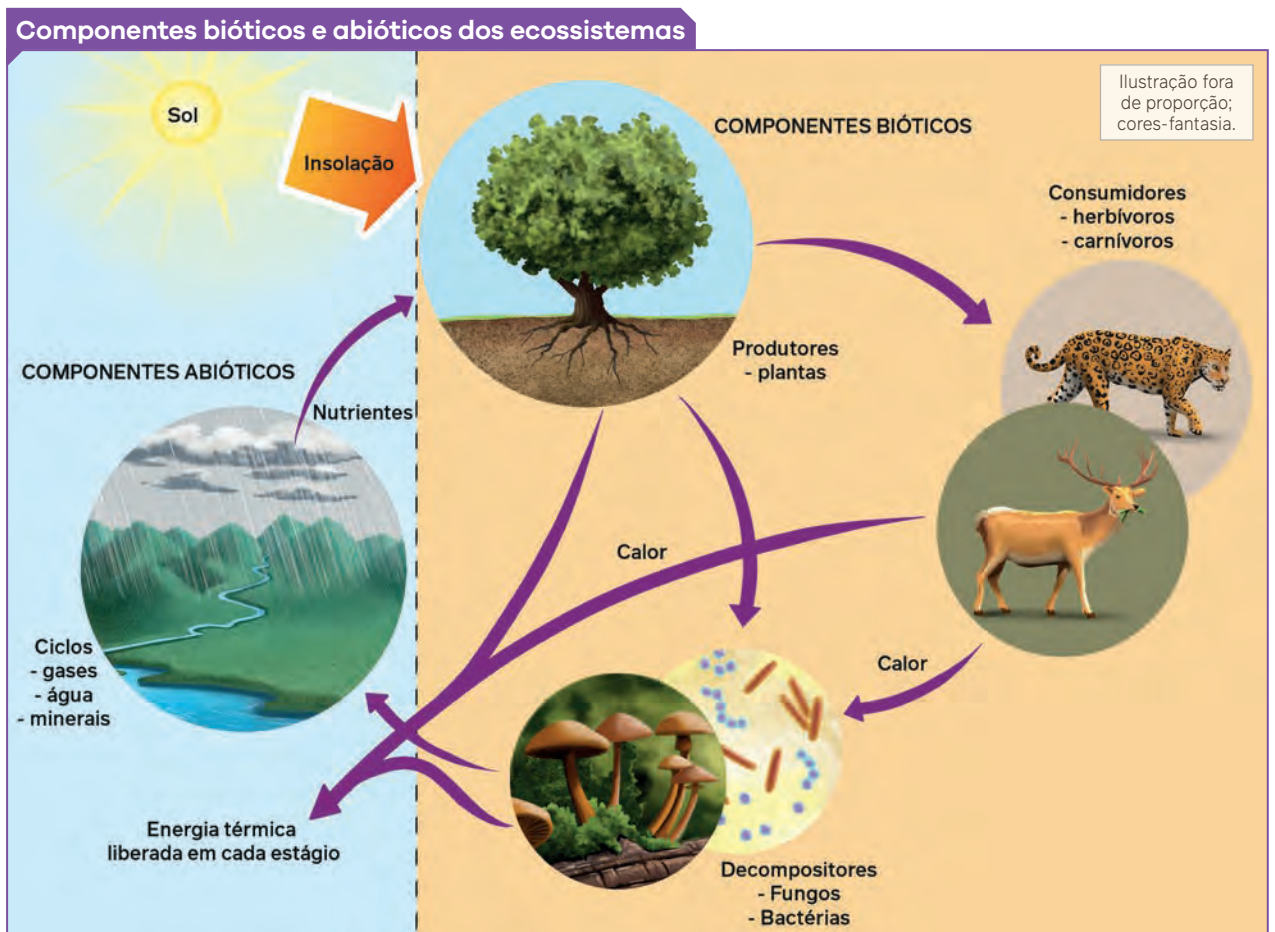 Componentes bióticos e abióticos dos ecossistemas
Ilustração fora
de proporção;
cores-fantasia.
Sol
Insolação
COMPONENTES BIÓTICOS
Consumidores
- herbívoros
- carnívoros
Produtores
- plantas
COMPONENTES ABIÓTICOS
Nutrientes
Calor
Ciclos
- gases
- água
- minerais
Calor
Energia térmica
liberada em cada estágio
Decompositores
- Fungos
- Bactérias